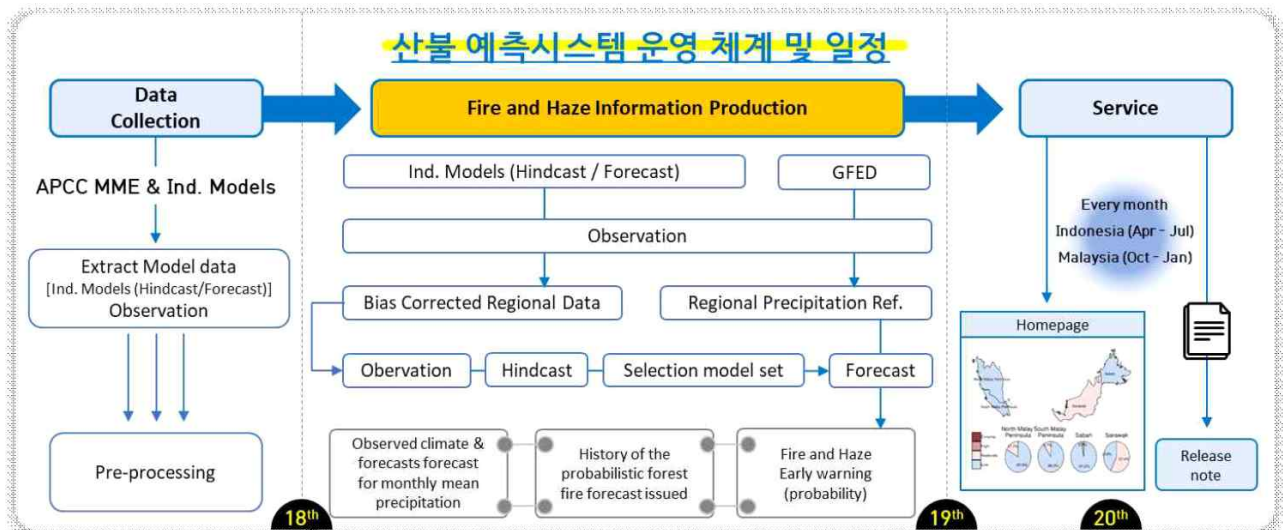 산불 예측시스템 운영 체계 및 일정
Data
Collection
Fire and Haze Information Production
Service
APCC MME & Ind. Models
Extract Model data
[Ind. Models (Hindcast/Forecast)]
Observation
Pre-processing
Ind. Models (Hindcast / Forecast)
GFED
Observation
Bias Corrected Regional Data
Regional Precipitation Ref.
Obervation
Hindcast
Selection model set
Forecast
Observed climate &
forecasts forecast
for monthly mean
precipitation
History of the
probabilistic forest
fire forecast issued
Fire and Haze
Early warning
(probability)
Every month
Indonesia (Apr – Jul)
Malaysia (Oct – Jan)
Homepage
North Malay
Peninsula
South Malay
Peninsula
Sabah
Sarawak
Release
note
18th
19th
20th